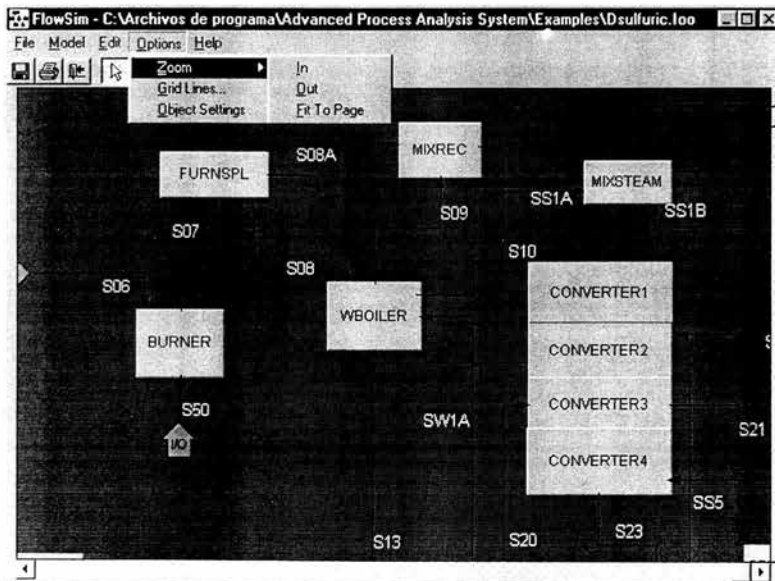 FlowSim - C:\Archivos de programa\Advanced Process Analysis System\Examples\Dsulfuric.Ioo
File Model Edit Options Help
Zoom
Grid Lines...
Object Settings
In
Out
Fit To Page
S08A
MIXREC
FURNSPL
MIXSTEAM
SS1A
S09
SS1B
S07
S10
S06
S08
WBOILER
CONVERTER1
BURNER
CONVERTER2
S50
SW1A
CONVERTER3
S21
I/O
CONVERTER4
SS5
S23
S13
S20